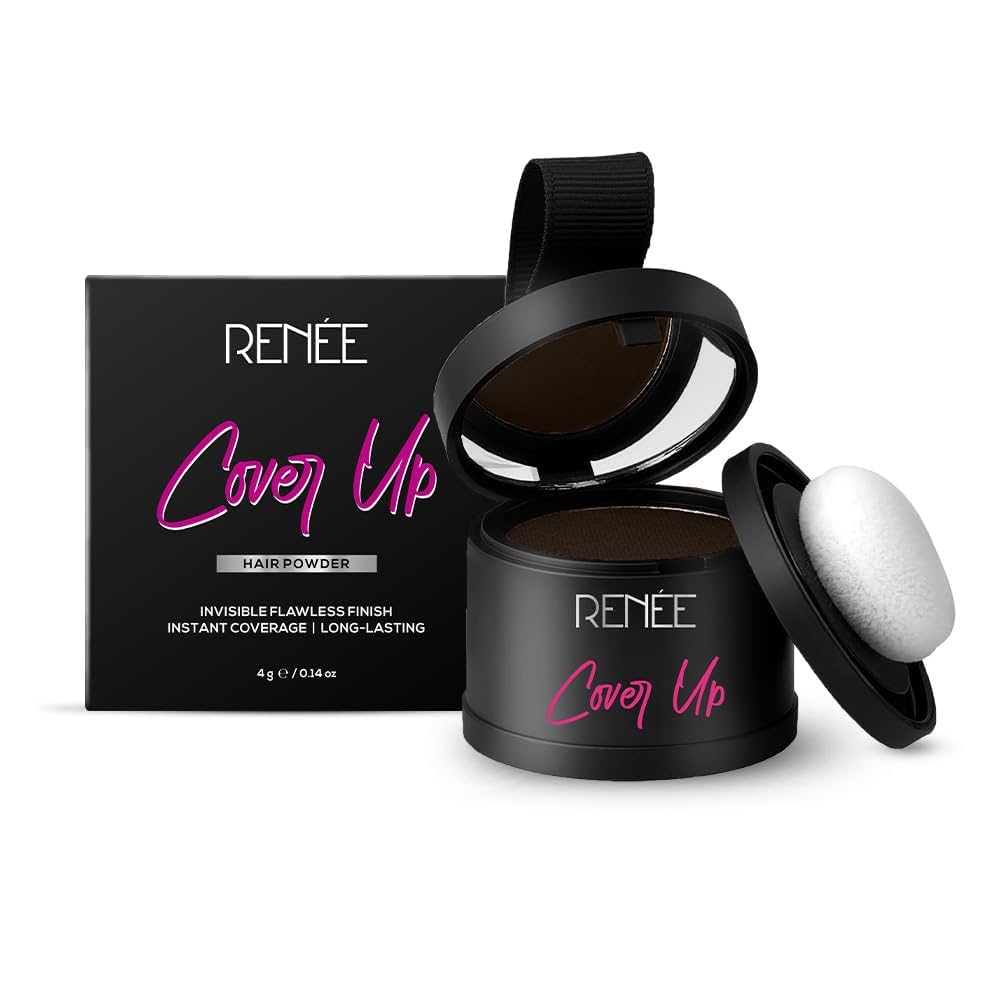 RENÉE
Cover Up
HAIR POWDER
INVISIBLE FLAWLESS FINISH
INSTANT COVERAGE | LONG-LASTING
4 g ℮ / 0.14 oz
RENÉE
Cover Up